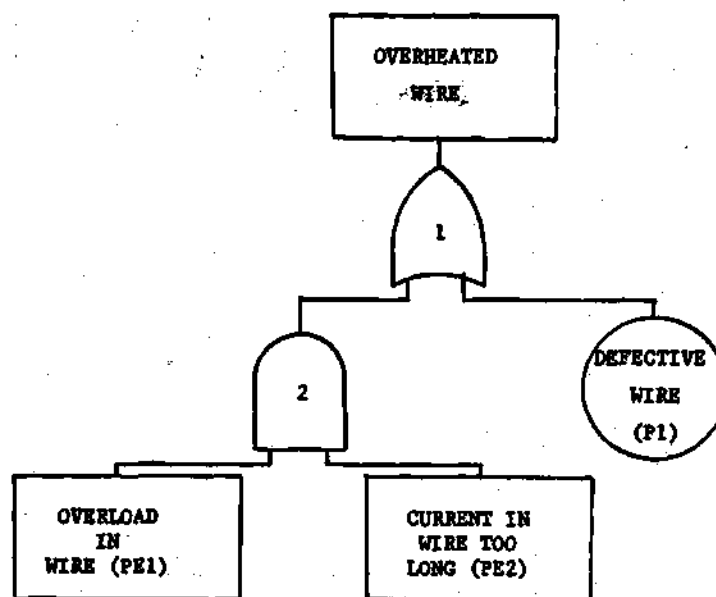 OVERHEATED
WIRE
1
2
DEFECTIVE
WIRE
(P1)
OVERLOAD
IN
WIRE (PE1)
CURRENT IN
WIRE TOO
LONG (PE2)